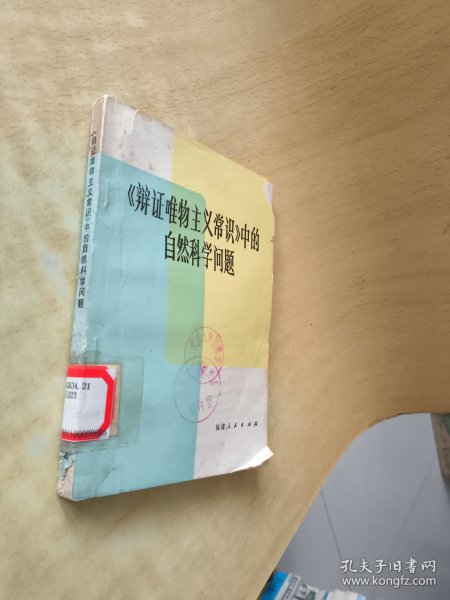 《辩证唯物主义常识》中的
自然科学问题
福建人民出版社
《辩证唯物主义常识》中的自然科学问题
G634.21
孔夫子旧书网
www.kongfz.com